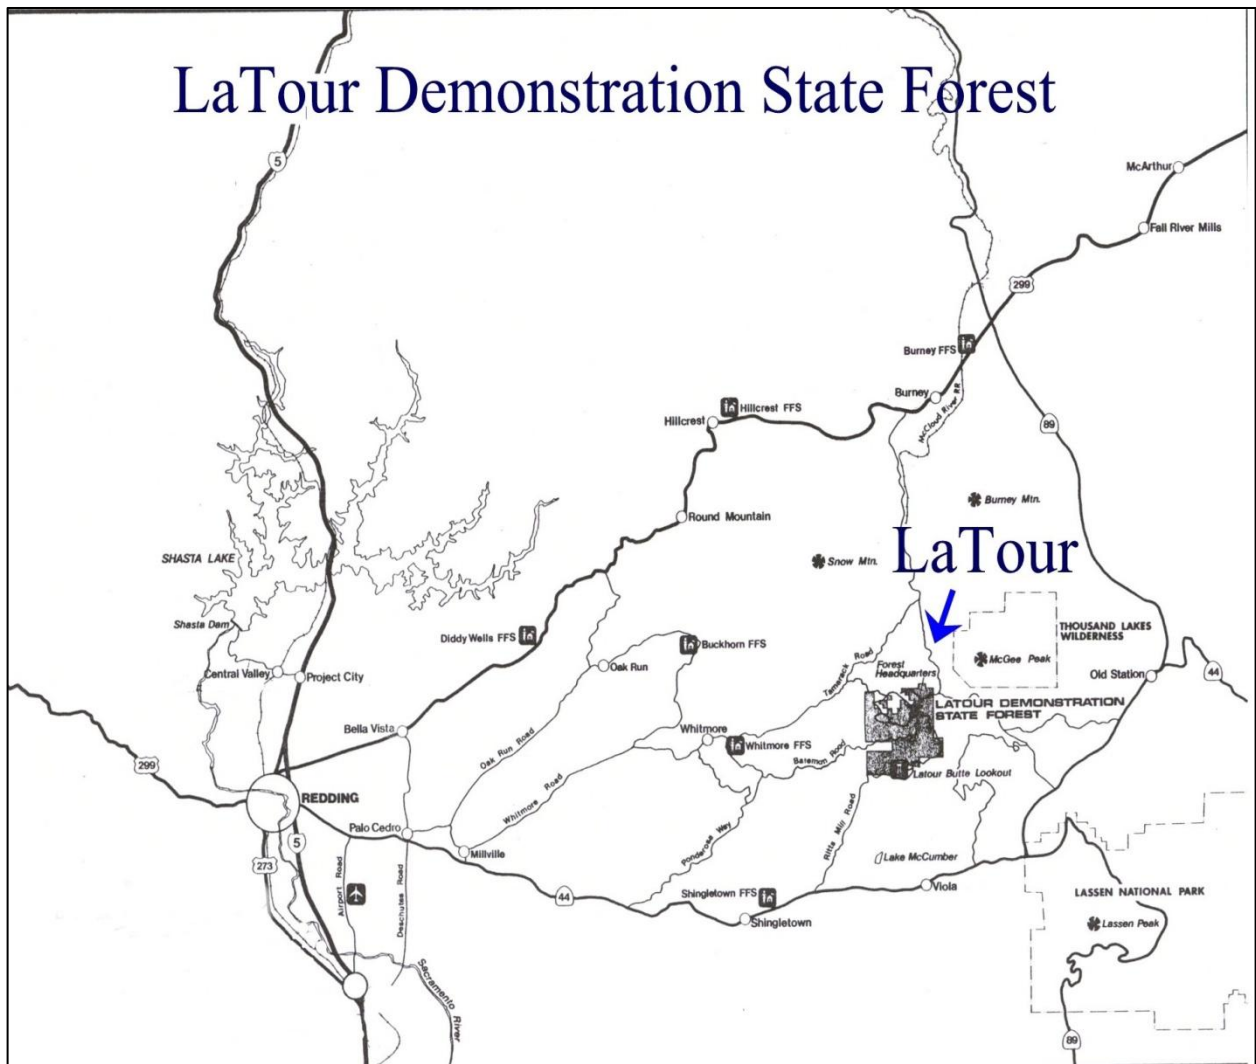 LaTour Demonstration State Forest
5
McArthur
Fall River Mills
299
Burney FFS
Burney
McCloud River RR
Hillcrest FFS
Hillcrest
89
Burney Mtn.
Round Mountain
LaTour
SHASTA LAKE
Snow Mtn.
Shasta Dam
Diddy Wells FFS
Buckhorn FFS
THOUSAND LAKES
WILDERNESS
McGee Peak
Central Valley
Project City
Oak Run
Tamarack Road
Forest
Headquarters
Old Station
44
LATOUR DEMONSTRATION
STATE FOREST
Bella Vista
Oak Run Road
Whitmore
Whitmore FFS
Bateman Road
Latour Butte Lookout
299
REDDING
Whitmore Road
Palo Cedro
Millville
Ponderosa Way
Ritts Mill Road
Lake McCumber
5
273
Airport Road
Deschutes Road
44
Shingletown FFS
Shingletown
Viola
LASSEN NATIONAL PARK
Lassen Peak
Sacramento
River
89